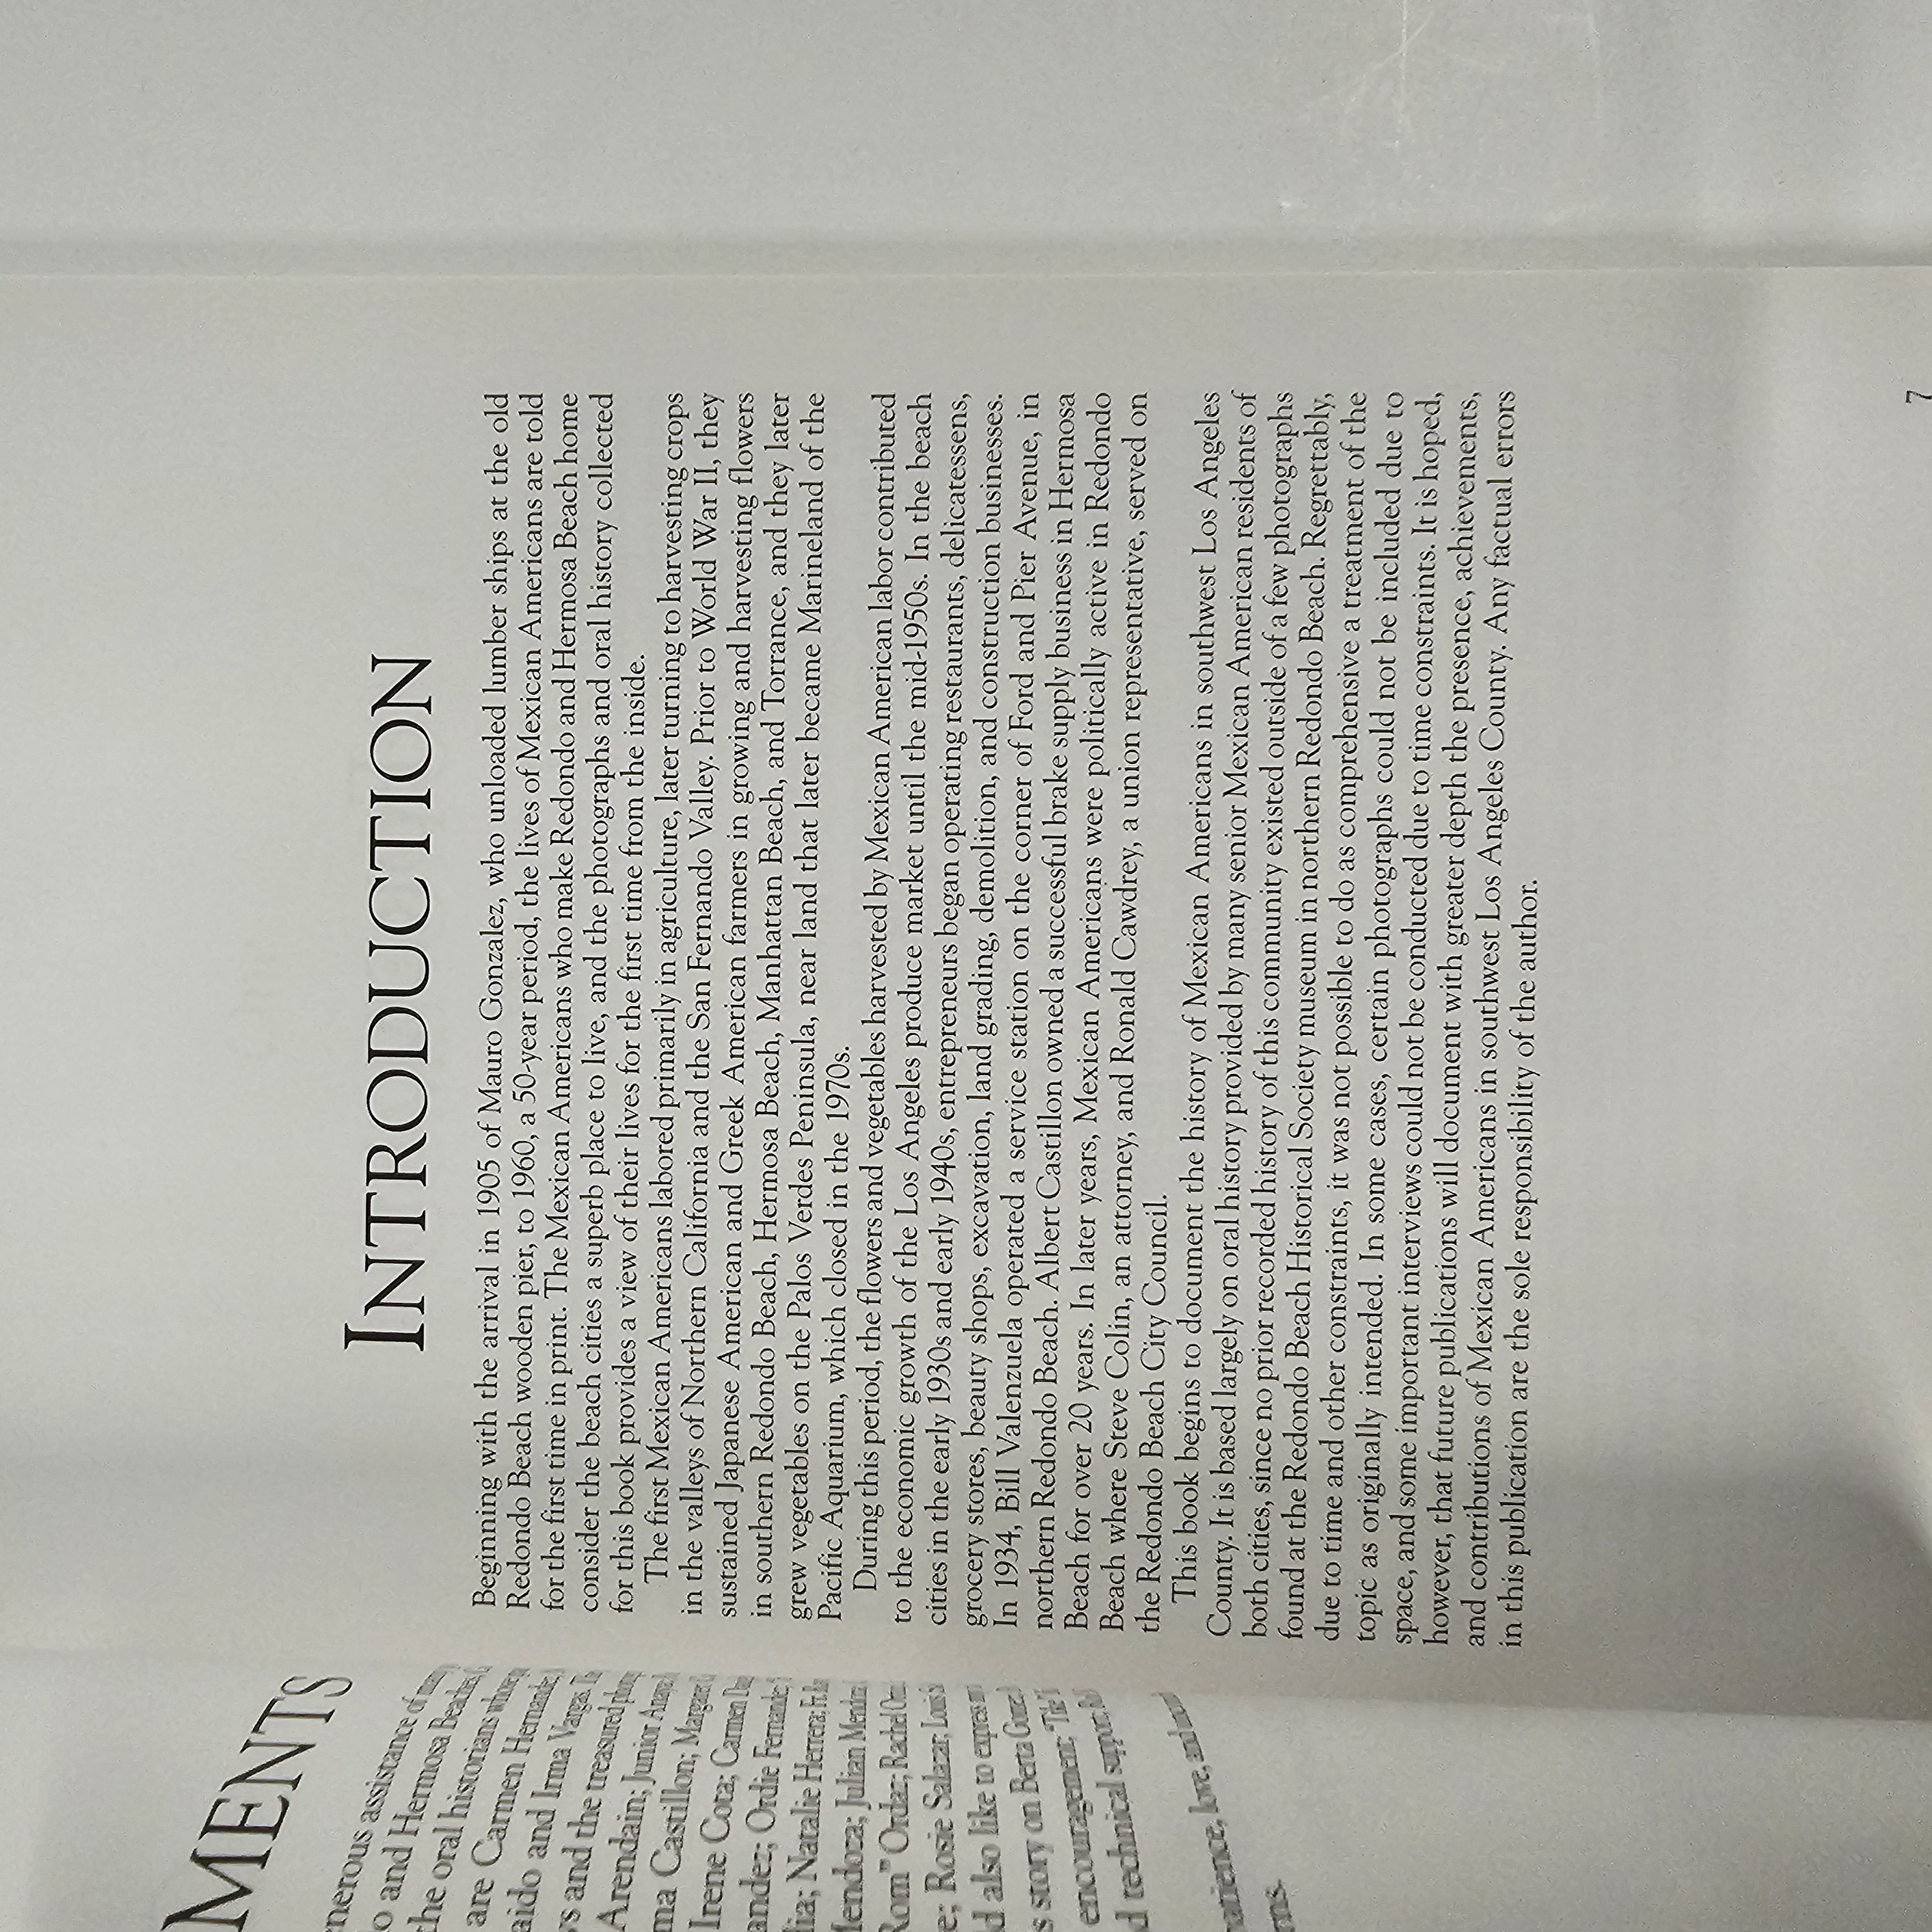 MENTS
enerous assistance of many
and Hermosa Beaches
the oral historians whose
are Carmen Hernandez
aido and Irma Vargas. The
and the treasured
Arendain; Junior Anaya
ma Castillon; Margaret
Irene Cota; Carmen
andez; Ordie Fernandez
lia; Natalie Herrera; Fr.
Mendoza; Julian Mendoza
"Rom" Ordaz; Rachel
e; Rosie Salazar; Louis
d also like to express
s story on Berta Gomez
encouragement;
d technical support;
patience, love, and
rns.
INTRODUCTION
Beginning with the arrival in 1905 of Mauro Gonzalez, who unloaded lumber ships at the old
Redondo Beach wooden pier, to 1960, a 50-year period, the lives of Mexican Americans are told
for the first time in print. The Mexican Americans who make Redondo and Hermosa Beach home
consider the beach cities a superb place to live, and the photographs and oral history collected
for this book provides a view of their lives for the first time from the inside.
The first Mexican Americans labored primarily in agriculture, later turning to harvesting crops
in the valleys of Northern California and the San Fernando Valley. Prior to World War II, they
sustained Japanese American and Greek American farmers in growing and harvesting flowers
in southern Redondo Beach, Hermosa Beach, Manhattan Beach, and Torrance, and they later
grew vegetables on the Palos Verdes Peninsula, near land that later became Marineland of the
Pacific Aquarium, which closed in the 1970s.
During this period, the flowers and vegetables harvested by Mexican American labor contributed
to the economic growth of the Los Angeles produce market until the mid-1950s. In the beach
cities in the early 1930s and early 1940s, entrepreneurs began operating restaurants, delicatessens,
grocery stores, beauty shops, excavation, land grading, demolition, and construction businesses.
In 1934, Bill Valenzuela operated a service station on the corner of Ford and Pier Avenue, in
northern Redondo Beach. Albert Castillon owned a successful brake supply business in Hermosa
Beach for over 20 years. In later years, Mexican Americans were politically active in Redondo
Beach where Steve Colin, an attorney, and Ronald Cawdrey, a union representative, served on
the Redondo Beach City Council.
This book begins to document the history of Mexican Americans in southwest Los Angeles
County. It is based largely on oral history provided by many senior Mexican American residents of
both cities, since no prior recorded history of this community existed outside of a few photographs
found at the Redondo Beach Historical Society museum in northern Redondo Beach. Regrettably,
due to time and other constraints, it was not possible to do as comprehensive a treatment of the
topic as originally intended. In some cases, certain photographs could not be included due to
space, and some important interviews could not be conducted due to time constraints. It is hoped,
however, that future publications will document with greater depth the presence, achievements,
and contributions of Mexican Americans in southwest Los Angeles County. Any factual errors
in this publication are the sole responsibility of the author.
7